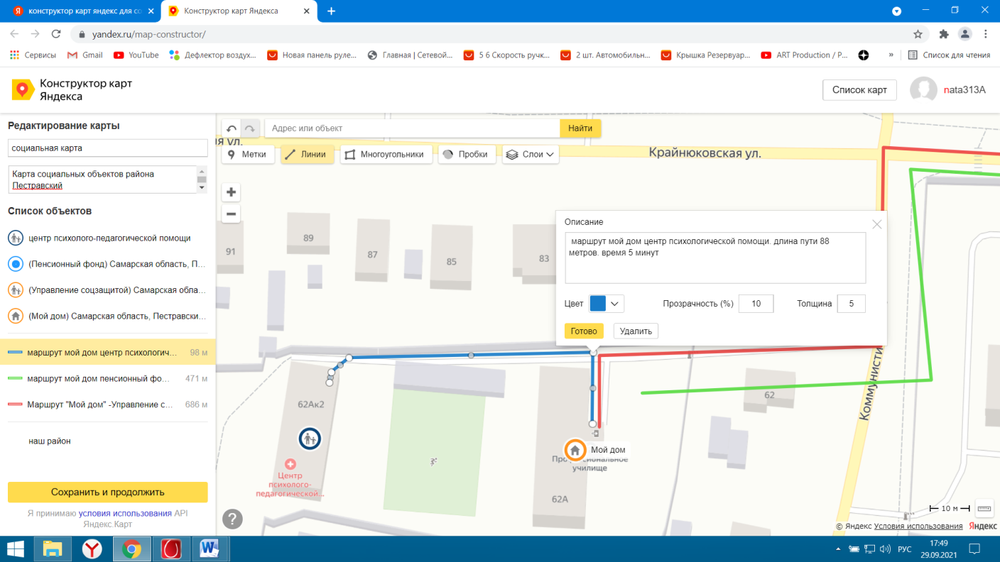 конструктор карт яндекс для со
Конструктор карт Яндекса
yandex.ru/map-constructor/
Сервисы
Gmail
YouTube
Дефлектор воздух...
Новая панель руле...
Главная | Сетевой...
5 6 Скорость ручк...
2 шт. Автомобильн...
Крышка Резервуар...
ART Production / P...
»
Список для чтения
Конструктор карт
Яндекса
Список карт
nata313A
Редактирование карты
социальная карта
Карта социальных объектов района
Пестравский
Список объектов
центр психолого-педагогической помощи
(Пенсионный фонд) Самарская область, П...
(Управление соцзащитой) Самарская обла...
(Мой дом) Самарская область, Пестравски...
маршрут мой дом центр психологич... 98 м
маршрут мой дом пенсионный фо... 471 м
Маршрут "Мой дом" -Управление с... 686 м
наш район
Сохранить и продолжить
Я принимаю условия использования API
Яндекс.Карт
Адрес или объект
Найти
я ул.
Метки
Линии
Многоугольники
Пробки
Слои
Крайнюковская ул.
91
89
87
85
83
Описание
маршрут мой дом центр психологической помощи. длина пути 88
метров. время 5 минут
Цвет
Прозрачность (%) 10
Толщина 5
Готово
Удалить
Коммунисти
62
62Ак2
Мой дом
училище
62А
Центр
психолого-
педагогической...
?
10 м
© Яндекс Условия использования Яндекс
РУС
17:49
29.09.2021